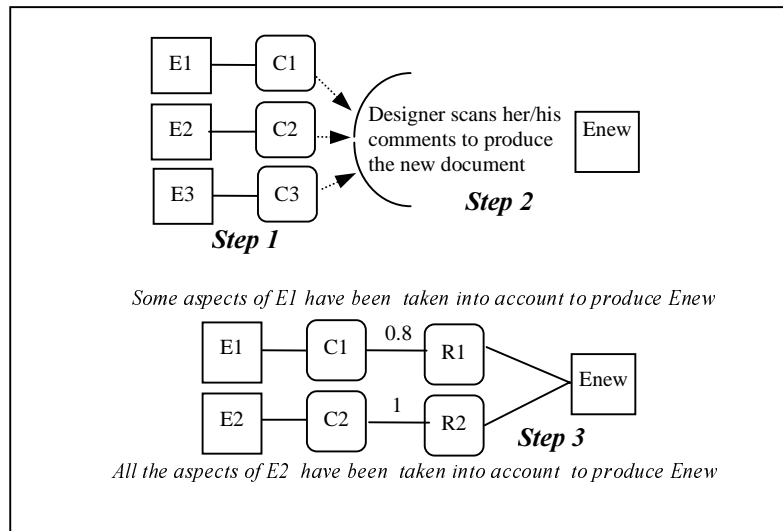 E1 C1
Designer scans her/his
comments to produce
the new document
E2 C2
Enew
E3 C3
Step 1
Step 2
Some aspects of E1 have been taken into account to produce Enew
E1 C1 0.8 R1
Enew
E2 C2 1 R2
Step 3
All the aspects of E2 have been taken into account to produce Enew